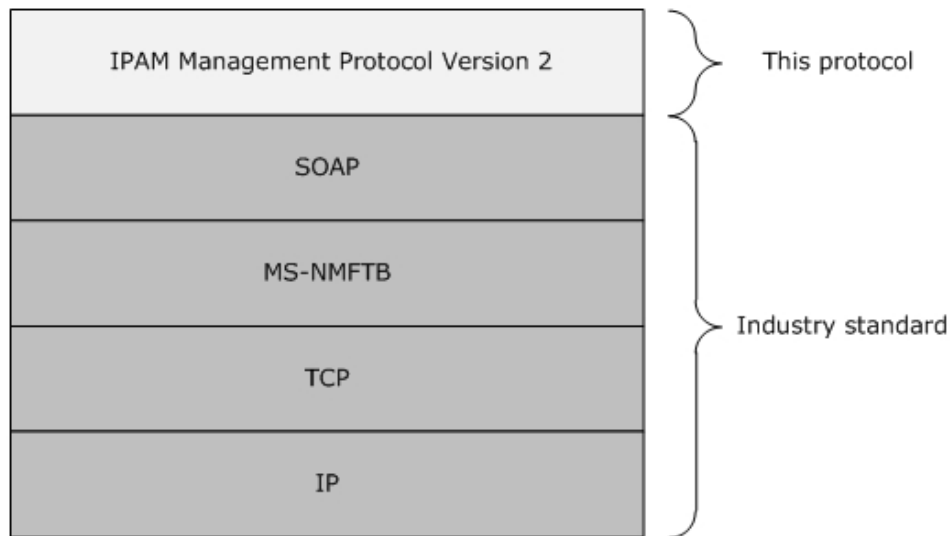 IPAM Management Protocol Version 2
This protocol
SOAP
MS-NMFTB
Industry standard
TCP
IP